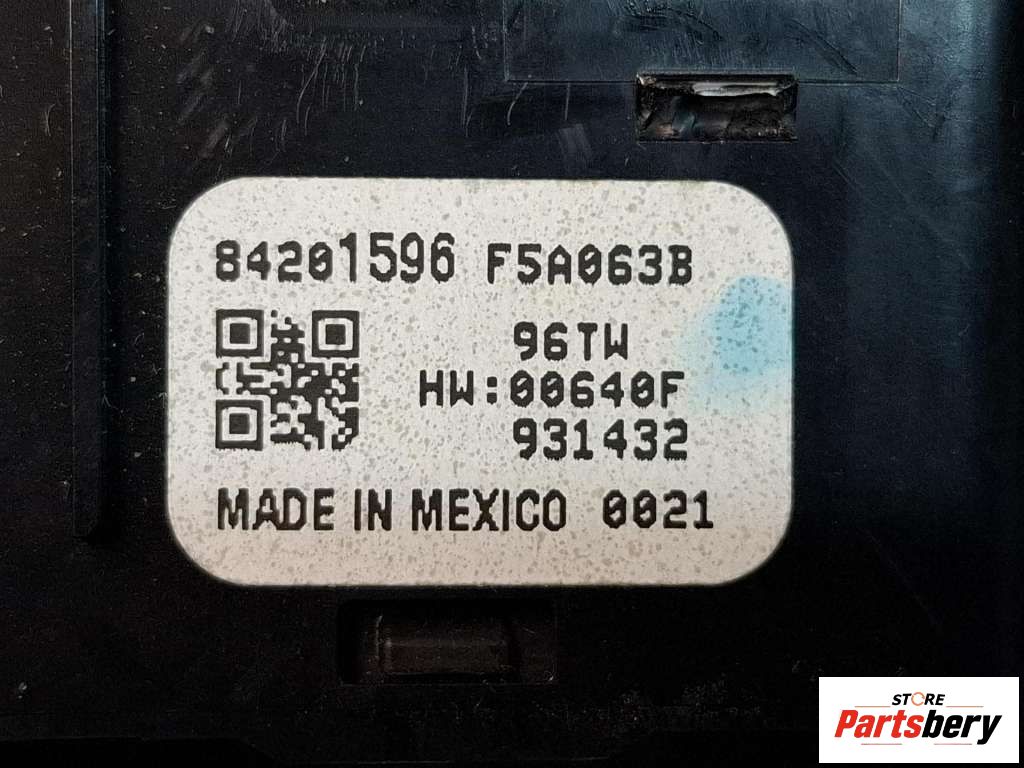 84201596 F5A063B
96TW
HW:00640F
931432
MADE IN MEXICO 0021
STORE
Partsbery